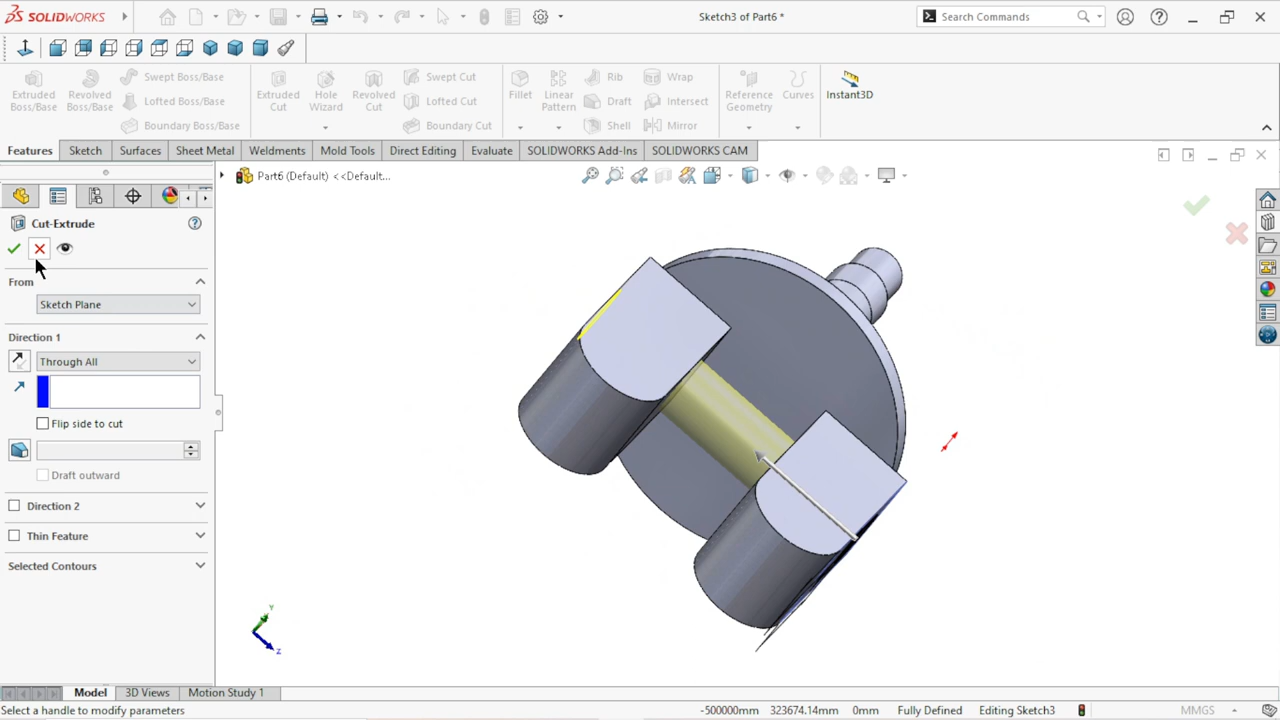 SOLIDWORKS
Sketch3 of Part6 *
Search Commands
Extruded Boss/Base
Revolved Boss/Base
Swept Boss/Base
Lofted Boss/Base
Boundary Boss/Base
Extruded Cut
Hole Wizard
Revolved Cut
Swept Cut
Lofted Cut
Boundary Cut
Fillet
Linear Pattern
Rib
Draft
Shell
Wrap
Intersect
Mirror
Reference Geometry
Curves
Instant3D
Features
Sketch
Surfaces
Sheet Metal
Weldments
Mold Tools
Direct Editing
Evaluate
SOLIDWORKS Add-Ins
SOLIDWORKS CAM
Part6 (Default) <<Default...
Cut-Extrude
From
Sketch Plane
Direction 1
Through All
Flip side to cut
Draft outward
Direction 2
Thin Feature
Selected Contours
Y
Z
Model
3D Views
Motion Study 1
Select a handle to modify parameters
-500000mm
323674.14mm
0mm
Fully Defined
Editing Sketch3
MMGS